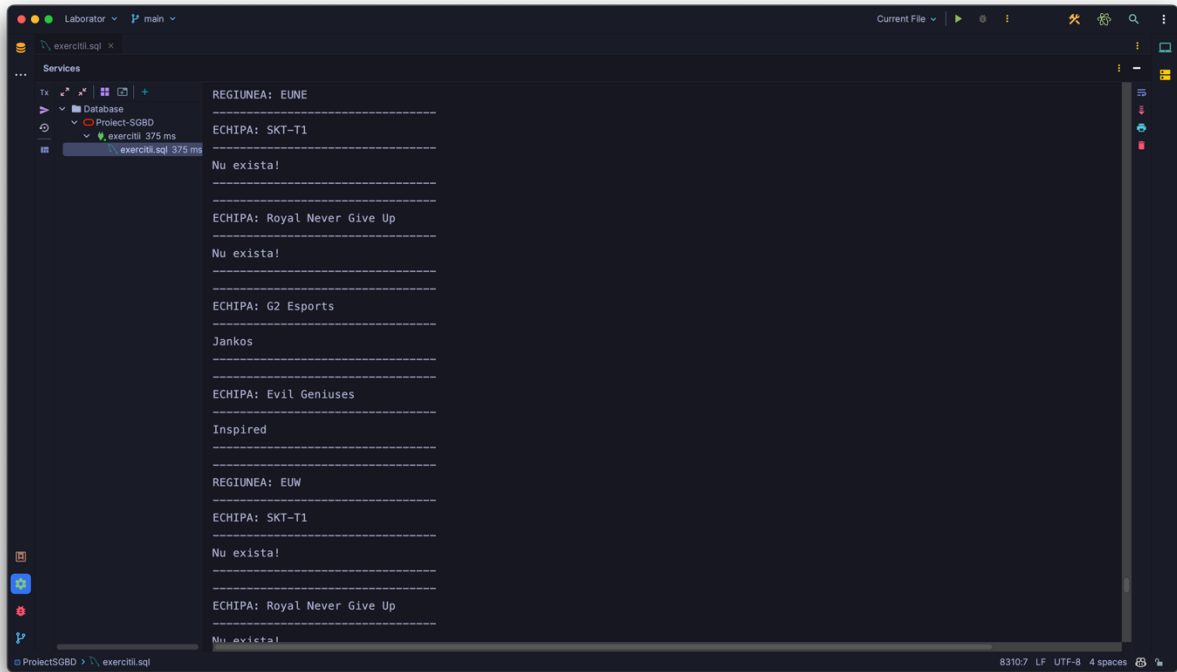 Laborator main Current File
exercitii.sql
Services
Tx
Database
Proiect-SGBD
exercitii 375 ms
exercitii.sql 375 ms
REGIUNEA: EUNE
--------------------------------
ECHIPA: SKT-T1
--------------------------------
Nu exista!
--------------------------------
--------------------------------
ECHIPA: Royal Never Give Up
--------------------------------
Nu exista!
--------------------------------
--------------------------------
ECHIPA: G2 Esports
--------------------------------
Jankos
--------------------------------
--------------------------------
ECHIPA: Evil Geniuses
--------------------------------
Inspired
--------------------------------
--------------------------------
REGIUNEA: EUW
--------------------------------
ECHIPA: SKT-T1
--------------------------------
Nu exista!
--------------------------------
--------------------------------
ECHIPA: Royal Never Give Up
--------------------------------
Nu exista!
ProiectSGBD > exercitii.sql 8310:7 LF UTF-8 4 spaces